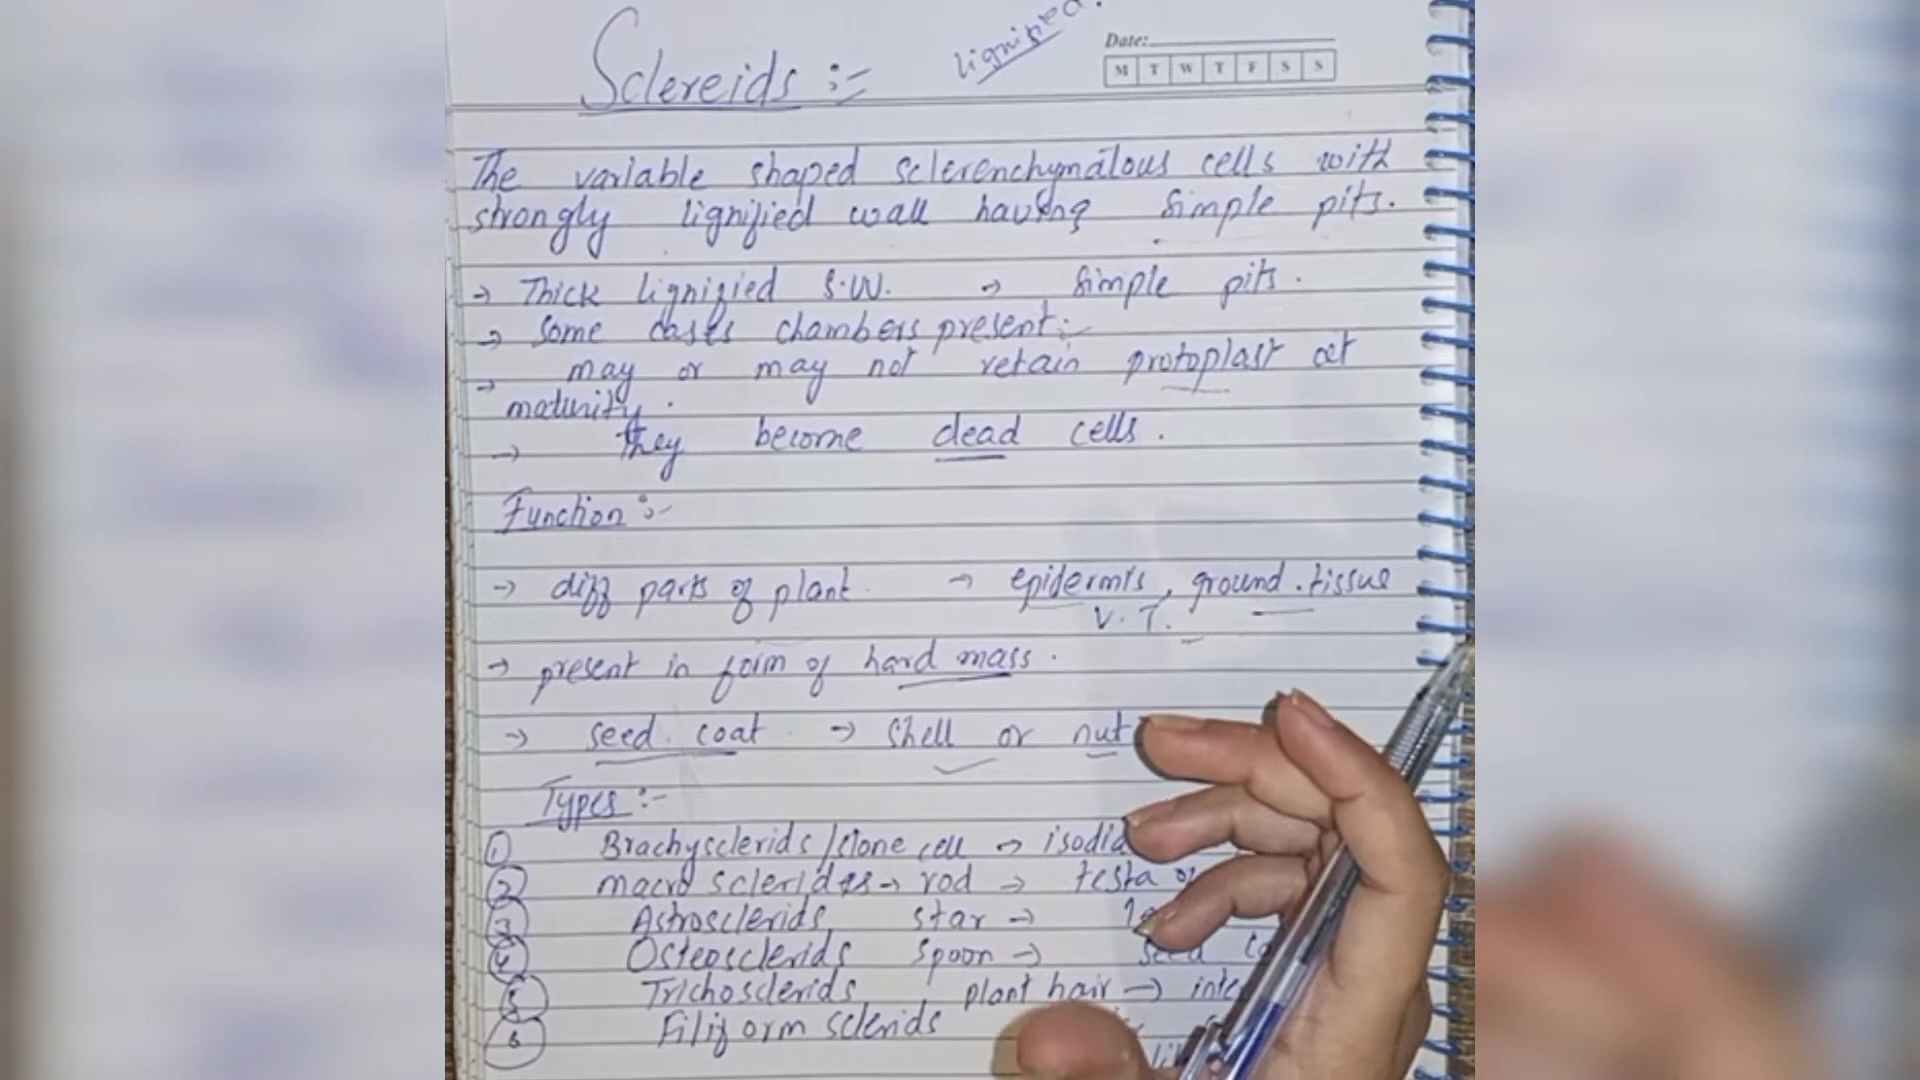 Sclereids :-
lignified.
Date:
M T W T F S S
The variable shaped sclerenchymatous cells with
strongly lignified wall having simple pits.
→ Thick lignified S.W. → simple pits.
→ some cases chambers present:-
→ may or may not retain protoplast at
maturity.
→ they become dead cells.
Function :-
→ diff parts of plant → epidermis, ground tissue
V.T.
→ present in form of hard mass.
→ seed coat → shell or nut
Types :-
1 Brachysclerids/stone cell → isodia
2 macrosclerides → rod → testa
3 Astrosclerids star →
4 Osteosclerids spoon → seed
5 Trichosclerids plant hair →
6 Filiform sclerids